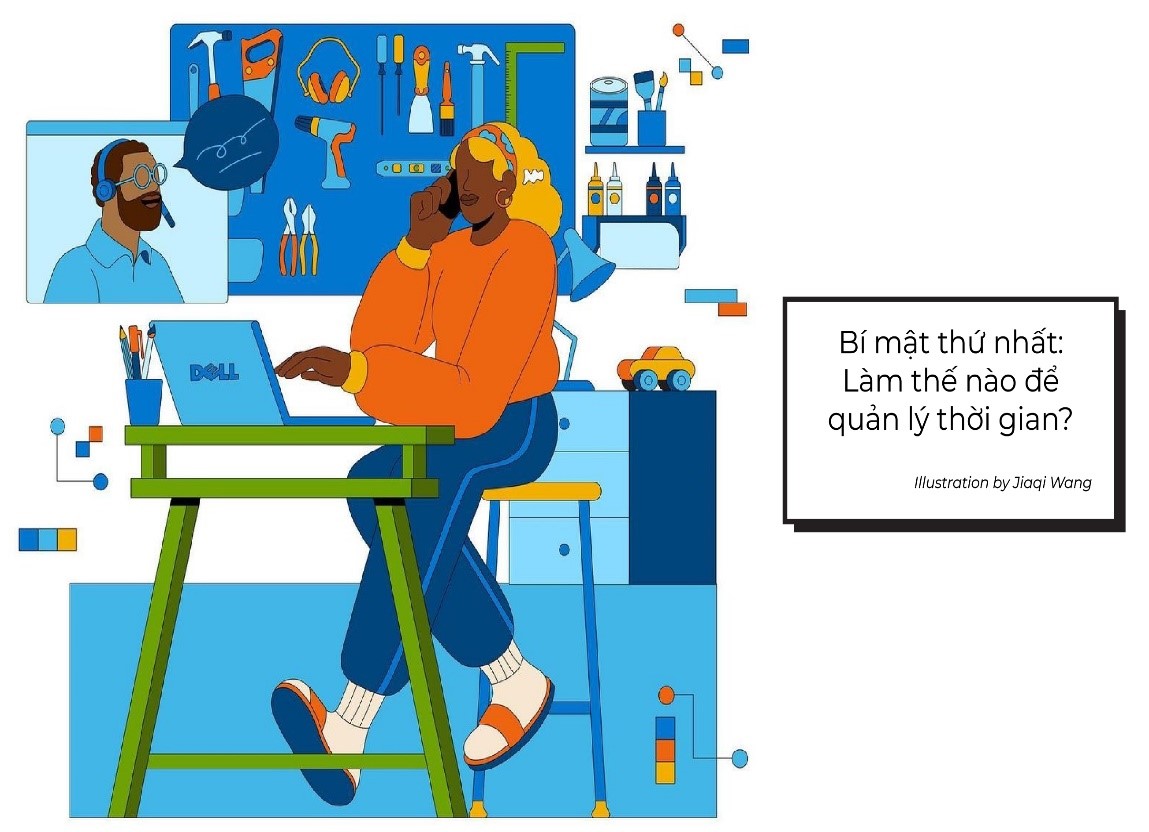 DELL
Bí mật thứ nhất:
Làm thế nào để
quản lý thời gian?
Illustration by Jiaqi Wang